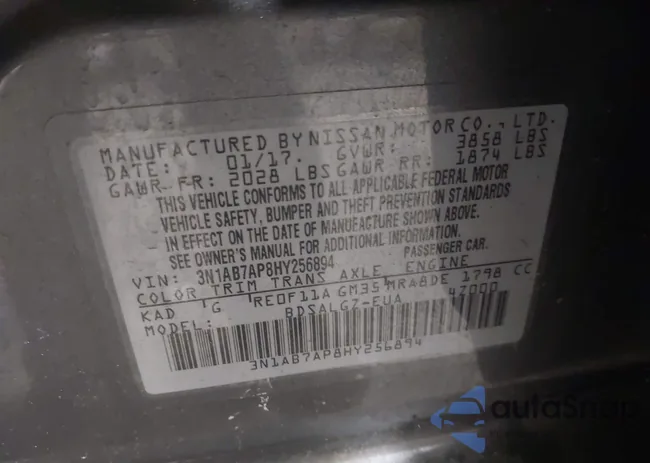 MANUFACTURED BY NISSAN MOTOR CO., LTD.
DATE: 01/17. GVWR: 3858 LBS
GAWR FR: 2028 LBS GAWR RR: 1874 LBS
THIS VEHICLE CONFORMS TO ALL APPLICABLE FEDERAL MOTOR
VEHICLE SAFETY, BUMPER AND THEFT PREVENTION STANDARDS
IN EFFECT ON THE DATE OF MANUFACTURE SHOWN ABOVE.
SEE OWNER'S MANUAL FOR ADDITIONAL INFORMATION.
VIN: 3N1AB7AP8HY256894 PASSENGER CAR.
COLOR TRIM TRANS AXLE ENGINE
KAD G RE0F11A GM35 MRA8DE 1798 CC
MODEL: BDSALGZ-EUA 47000
3N1AB7AP8HY256894
autoSnap